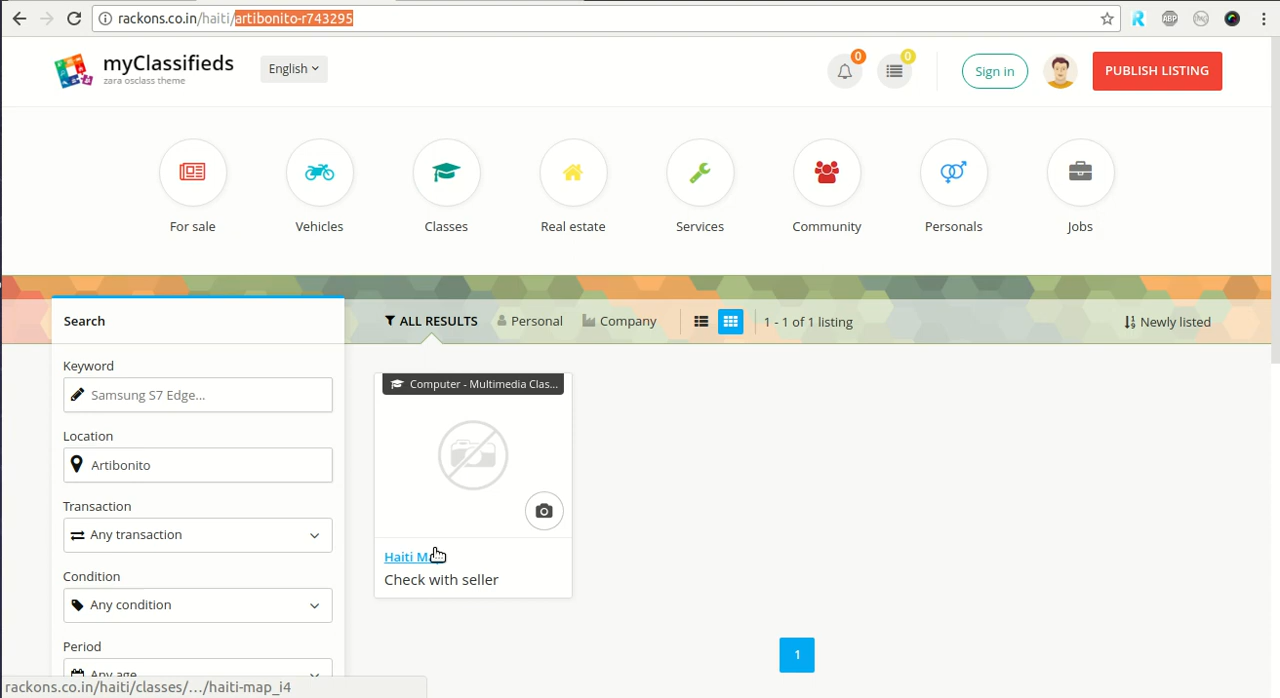 rackons.co.in/haiti/artibonito-r743295
ABP
myClassifieds
zara osclass theme
English
0
0
Sign in
PUBLISH LISTING
For sale
Vehicles
Classes
Real estate
Services
Community
Personals
Jobs
Search
ALL RESULTS
Personal
Company
1 - 1 of 1 listing
Newly listed
Keyword
Samsung S7 Edge...
Location
Artibonito
Transaction
Any transaction
Condition
Any condition
Period
Any age
Computer - Multimedia Clas...
Haiti
Check with seller
1
rackons.co.in/haiti/classes/.../haiti-map_i4